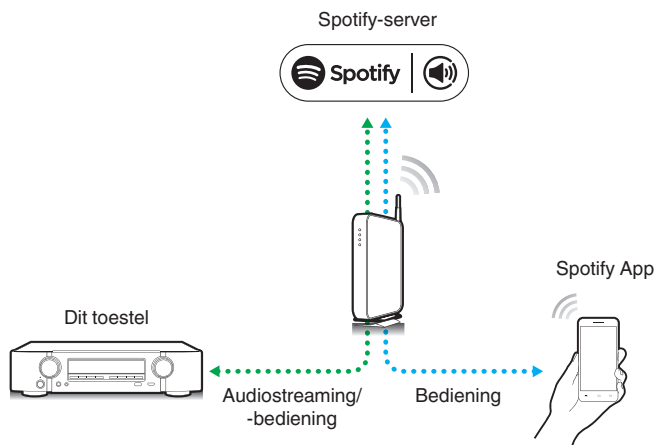 Spotify-server
Spotify
Spotify App
Dit toestel
Audiostreaming/
-bediening
Bediening